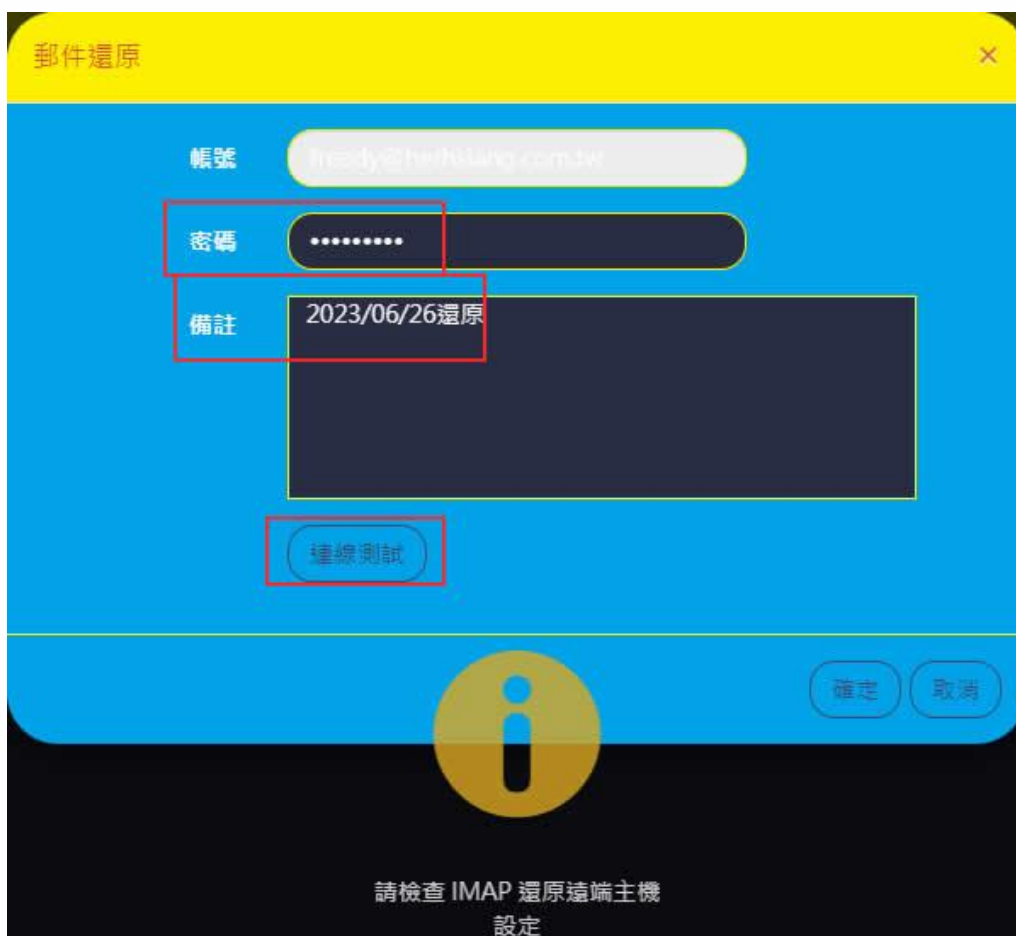 郵件還原
×
帳號
密碼 •••••••••
備註 2023/06/26還原
連線測試
確定 取消
請檢查 IMAP 還原遠端主機
設定